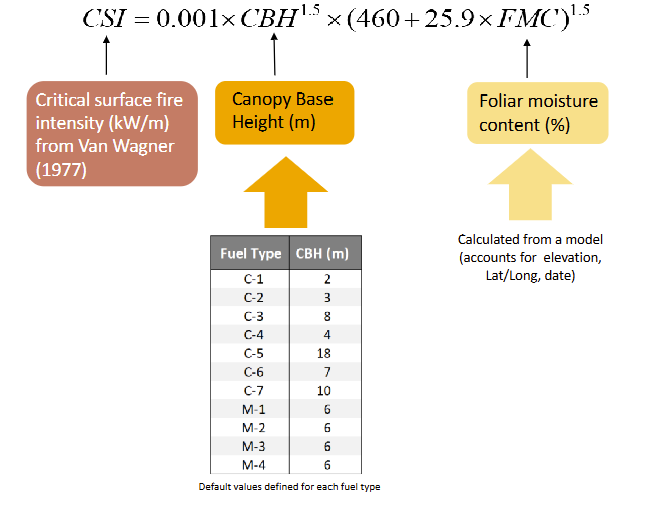 CSI = 0.001× CBH^1.5 × (460 + 25.9 × FMC)^1.5
Critical surface fire
intensity (kW/m)
from Van Wagner
(1977)
Canopy Base
Height (m)
Foliar moisture
content (%)
Calculated from a model
(accounts for elevation,
Lat/Long, date)
Fuel Type CBH (m)
C-1 2
C-2 3
C-3 8
C-4 4
C-5 18
C-6 7
C-7 10
M-1 6
M-2 6
M-3 6
M-4 6
Default values defined for each fuel type